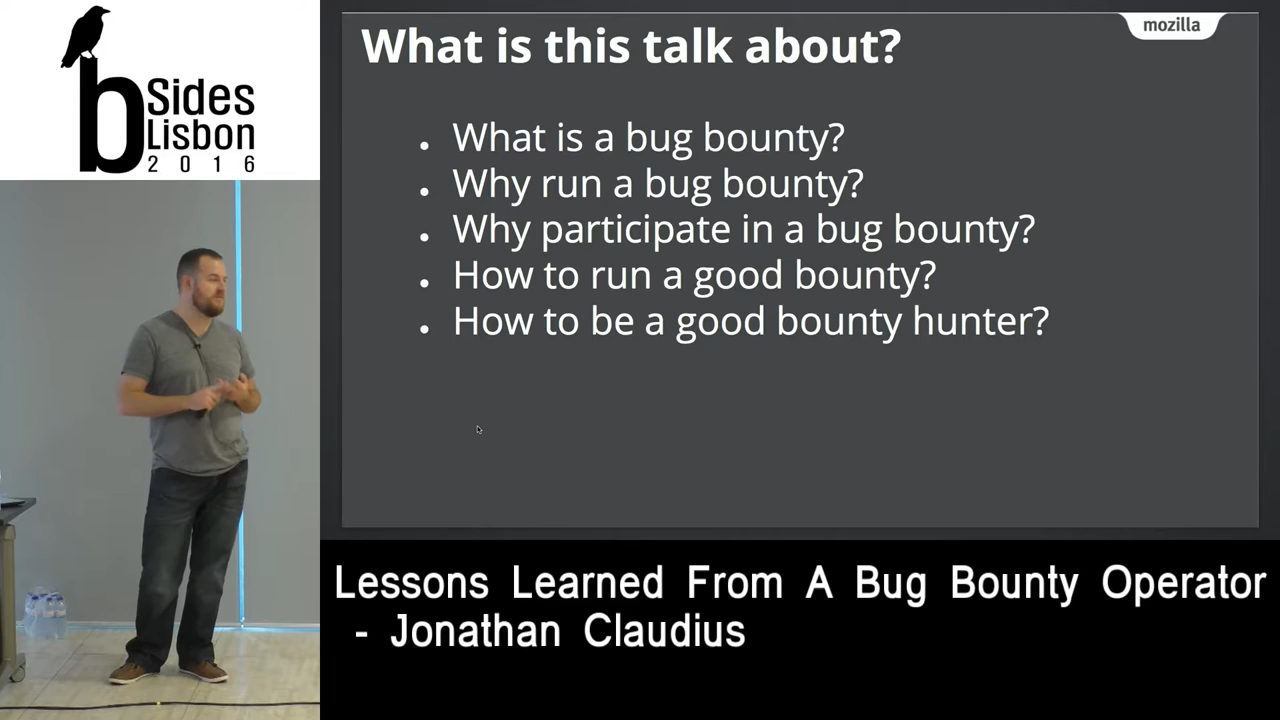 b
Sides
Lisbon
2016
mozilla
What is this talk about?
What is a bug bounty?
Why run a bug bounty?
Why participate in a bug bounty?
How to run a good bounty?
How to be a good bounty hunter?
Lessons Learned From A Bug Bounty Operator
- Jonathan Claudius